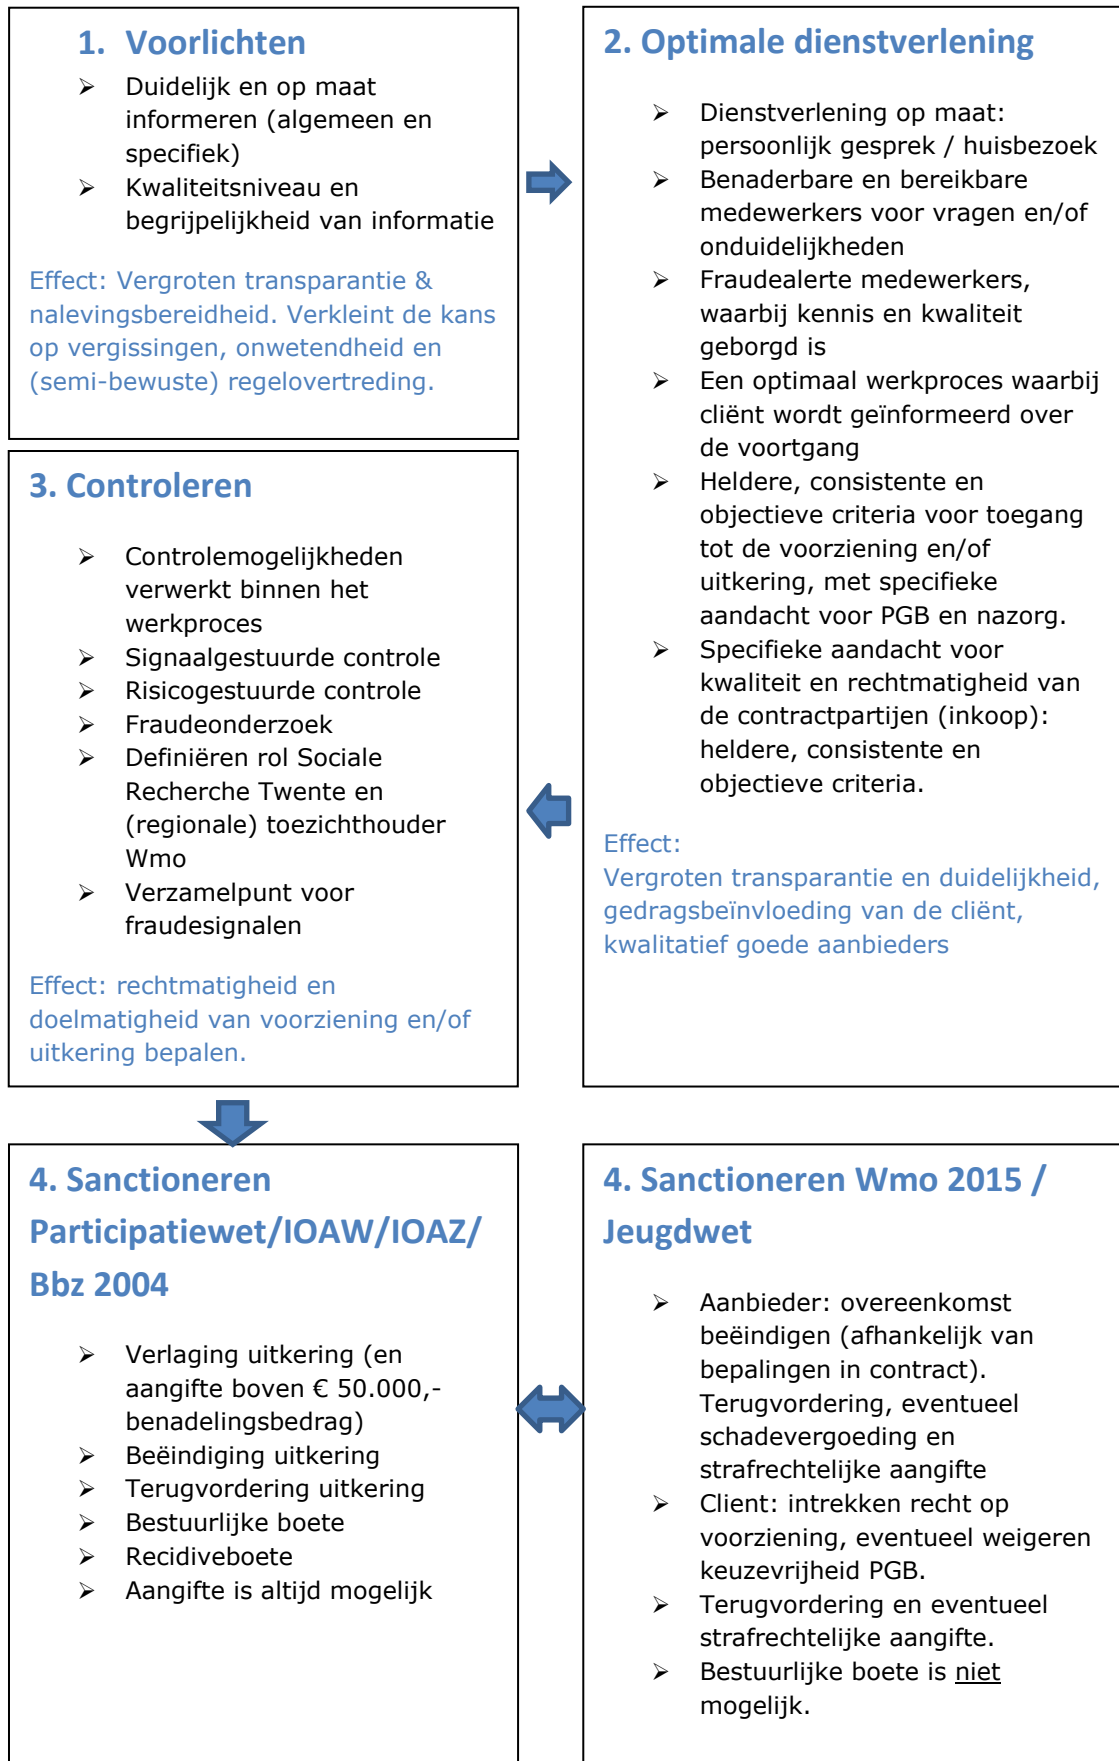 1. Voorlichten
➢ Duidelijk en op maat
informeren (algemeen en
specifiek)
➢ Kwaliteitsniveau en
begrijpelijkheid van informatie
Effect: Vergroten transparantie &
nalevingsbereidheid. Verkleint de kans
op vergissingen, onwetendheid en
(semi-bewuste) regelovertreding.
2. Optimale dienstverlening
➢ Dienstverlening op maat:
persoonlijk gesprek / huisbezoek
➢ Benaderbare en bereikbare
medewerkers voor vragen en/of
onduidelijkheden
➢ Fraudealerte medewerkers,
waarbij kennis en kwaliteit
geborgd is
➢ Een optimaal werkproces waarbij
cliënt wordt geïnformeerd over
de voortgang
➢ Heldere, consistente en
objectieve criteria voor toegang
tot de voorziening en/of
uitkering, met specifieke
aandacht voor PGB en nazorg.
➢ Specifieke aandacht voor
kwaliteit en rechtmatigheid van
de contractpartijen (inkoop):
heldere, consistente en
objectieve criteria.
Effect:
Vergroten transparantie en duidelijkheid,
gedragsbeïnvloeding van de cliënt,
kwalitatief goede aanbieders
3. Controleren
➢ Controlemogelijkheden
verwerkt binnen het
werkproces
➢ Signaalgestuurde controle
➢ Risicogestuurde controle
➢ Fraudeonderzoek
➢ Definiëren rol Sociale
Recherche Twente en
(regionale) toezichthouder
Wmo
➢ Verzamelpunt voor
fraudesignalen
Effect: rechtmatigheid en
doelmatigheid van voorziening en/of
uitkering bepalen.
4. Sanctioneren
Participatiewet/IOAW/IOAZ/
Bbz 2004
➢ Verlaging uitkering (en
aangifte boven € 50.000,-
benadelingsbedrag)
➢ Beëindiging uitkering
➢ Terugvordering uitkering
➢ Bestuurlijke boete
➢ Recidiveboete
➢ Aangifte is altijd mogelijk
4. Sanctioneren Wmo 2015 /
Jeugdwet
➢ Aanbieder: overeenkomst
beëindigen (afhankelijk van
bepalingen in contract).
Terugvordering, eventueel
schadevergoeding en
strafrechtelijke aangifte
➢ Client: intrekken recht op
voorziening, eventueel weigeren
keuzevrijheid PGB.
➢ Terugvordering en eventueel
strafrechtelijke aangifte.
➢ Bestuurlijke boete is niet
mogelijk.